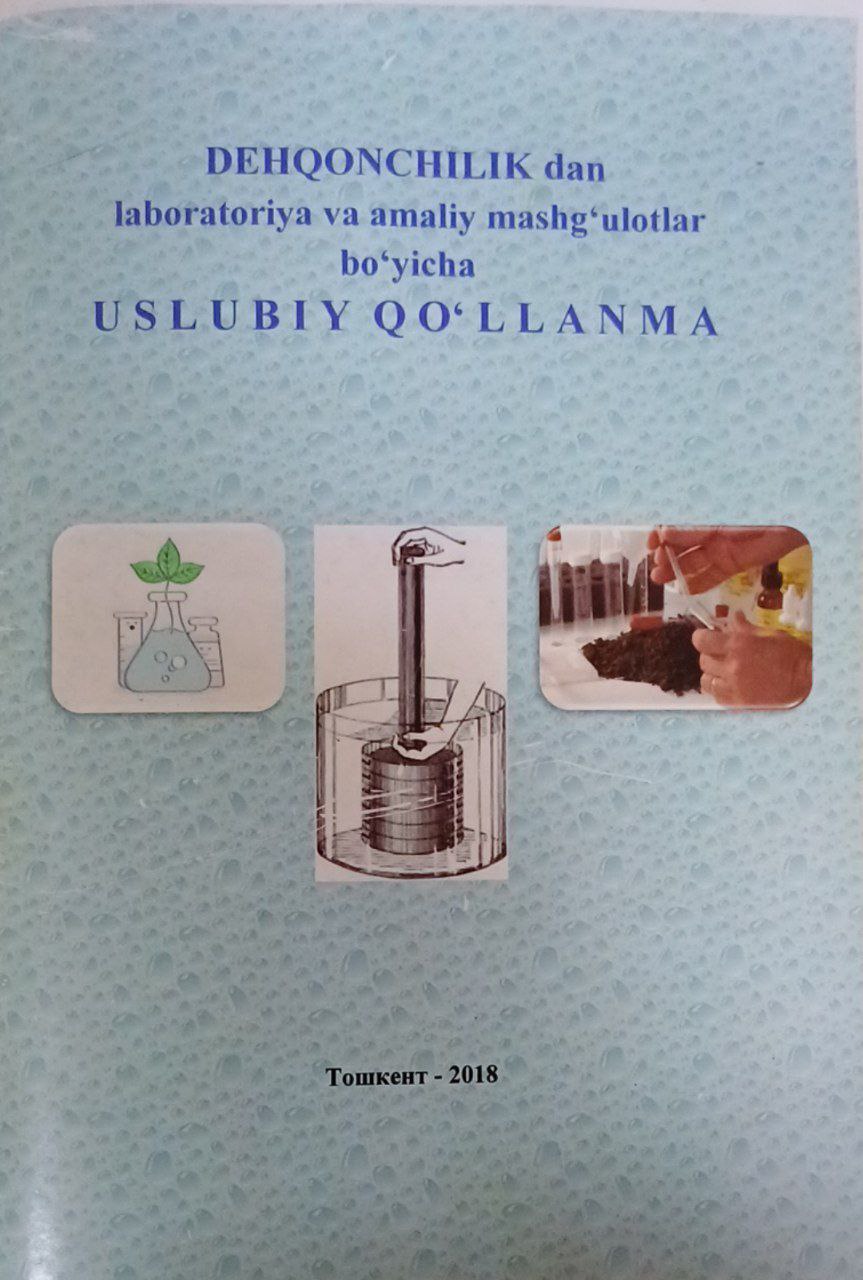 DEHQONCHILIK dan
laboratoriya va amaliy mashg‘ulotlar
bo‘yicha
USLUBIY QO‘LLANMA
Тошкент - 2018